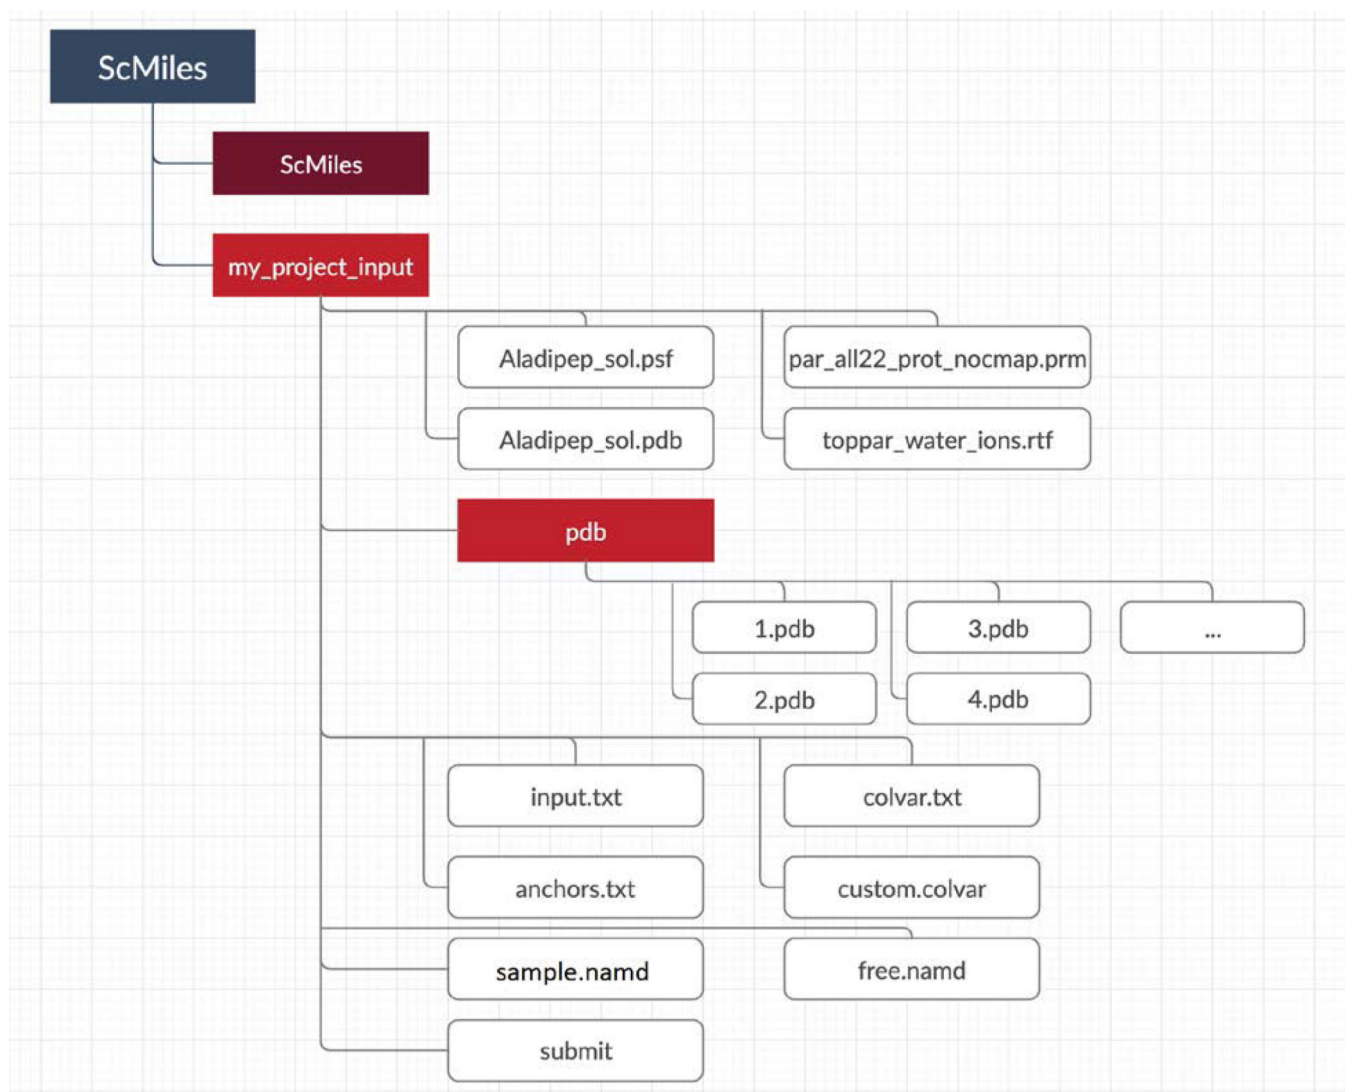 ScMiles
ScMiles
my_project_input
Aladipep_sol.psf
par_all22_prot_nocmap.prm
Aladipep_sol.pdb
toppar_water_ions.rtf
pdb
1.pdb
3.pdb
...
2.pdb
4.pdb
input.txt
colvar.txt
anchors.txt
custom.colvar
sample.namd
free.namd
submit